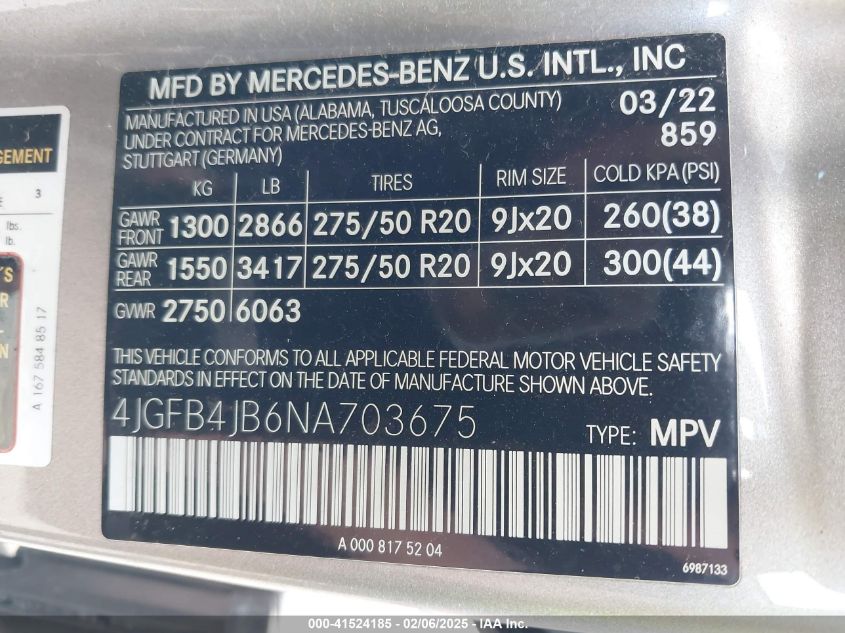 MFD BY MERCEDES-BENZ U.S. INTL., INC
MANUFACTURED IN USA (ALABAMA, TUSCALOOSA COUNTY) 03/22
UNDER CONTRACT FOR MERCEDES-BENZ AG, 859
STUTTGART (GERMANY)
KG LB TIRES RIM SIZE COLD KPA (PSI)
GAWR FRONT 1300 2866 275/50 R20 9Jx20 260(38)
GAWR REAR 1550 3417 275/50 R20 9Jx20 300(44)
GVWR 2750 6063
THIS VEHICLE CONFORMS TO ALL APPLICABLE FEDERAL MOTOR VEHICLE SAFETY
STANDARDS IN EFFECT ON THE DATE OF MANUFACTURE SHOWN ABOVE.
4JGFB4JB6NA703675 TYPE: MPV
A 000 817 52 04
6987133
GEMENT
3
lbs.
lb.
A 167 584 85 17
000-41524185 - 02/06/2025 - IAA Inc.